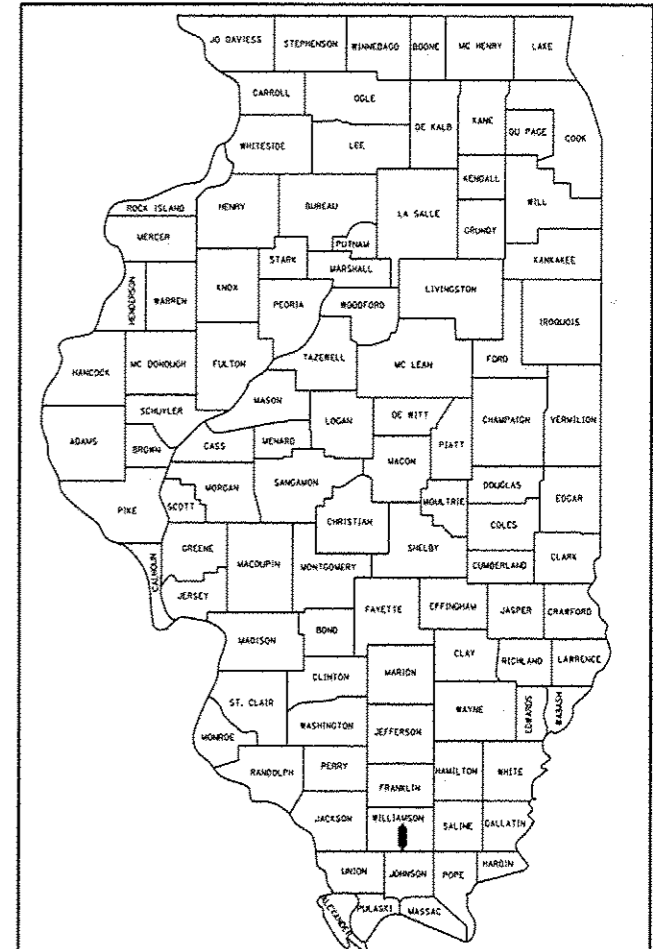 JO DAVIESS
STEPHENSON
WINNEBAGO
BOONE
MC HENRY
LAKE
CARROLL
OGLE
DE KALB
KANE
DU PAGE
COOK
WHITESIDE
LEE
KENDALL
WILL
ROCK ISLAND
HENRY
BUREAU
LA SALLE
GRUNDY
MERCER
PUTNAM
STARK
MARSHALL
KANKAKEE
HENDERSON
WARREN
KNOX
PEORIA
WOODFORD
LIVINGSTON
IROQUOIS
HANCOCK
MC DONOUGH
FULTON
TAZEWELL
MC LEAN
FORD
SCHUYLER
MASON
LOGAN
DE WITT
CHAMPAIGN
VERMILION
ADAMS
BROWN
CASS
MENARD
PIATT
MACON
PIKE
SCOTT
MORGAN
SANGAMON
CHRISTIAN
MOULTRIE
DOUGLAS
EDGAR
COLES
CALHOUN
GREENE
MACOUPIN
MONTGOMERY
SHELBY
CUMBERLAND
CLARK
JERSEY
FAYETTE
EFFINGHAM
JASPER
CRAWFORD
MADISON
BOND
CLAY
RICHLAND
LAWRENCE
CLINTON
MARION
ST. CLAIR
WASHINGTON
JEFFERSON
WAYNE
EDWARDS
WABASH
MONROE
RANDOLPH
PERRY
HAMILTON
WHITE
FRANKLIN
JACKSON
WILLIAMSON
SALINE
GALLATIN
UNION
JOHNSON
POPE
HARDIN
ALEXANDER
PULASKI
MASSAC